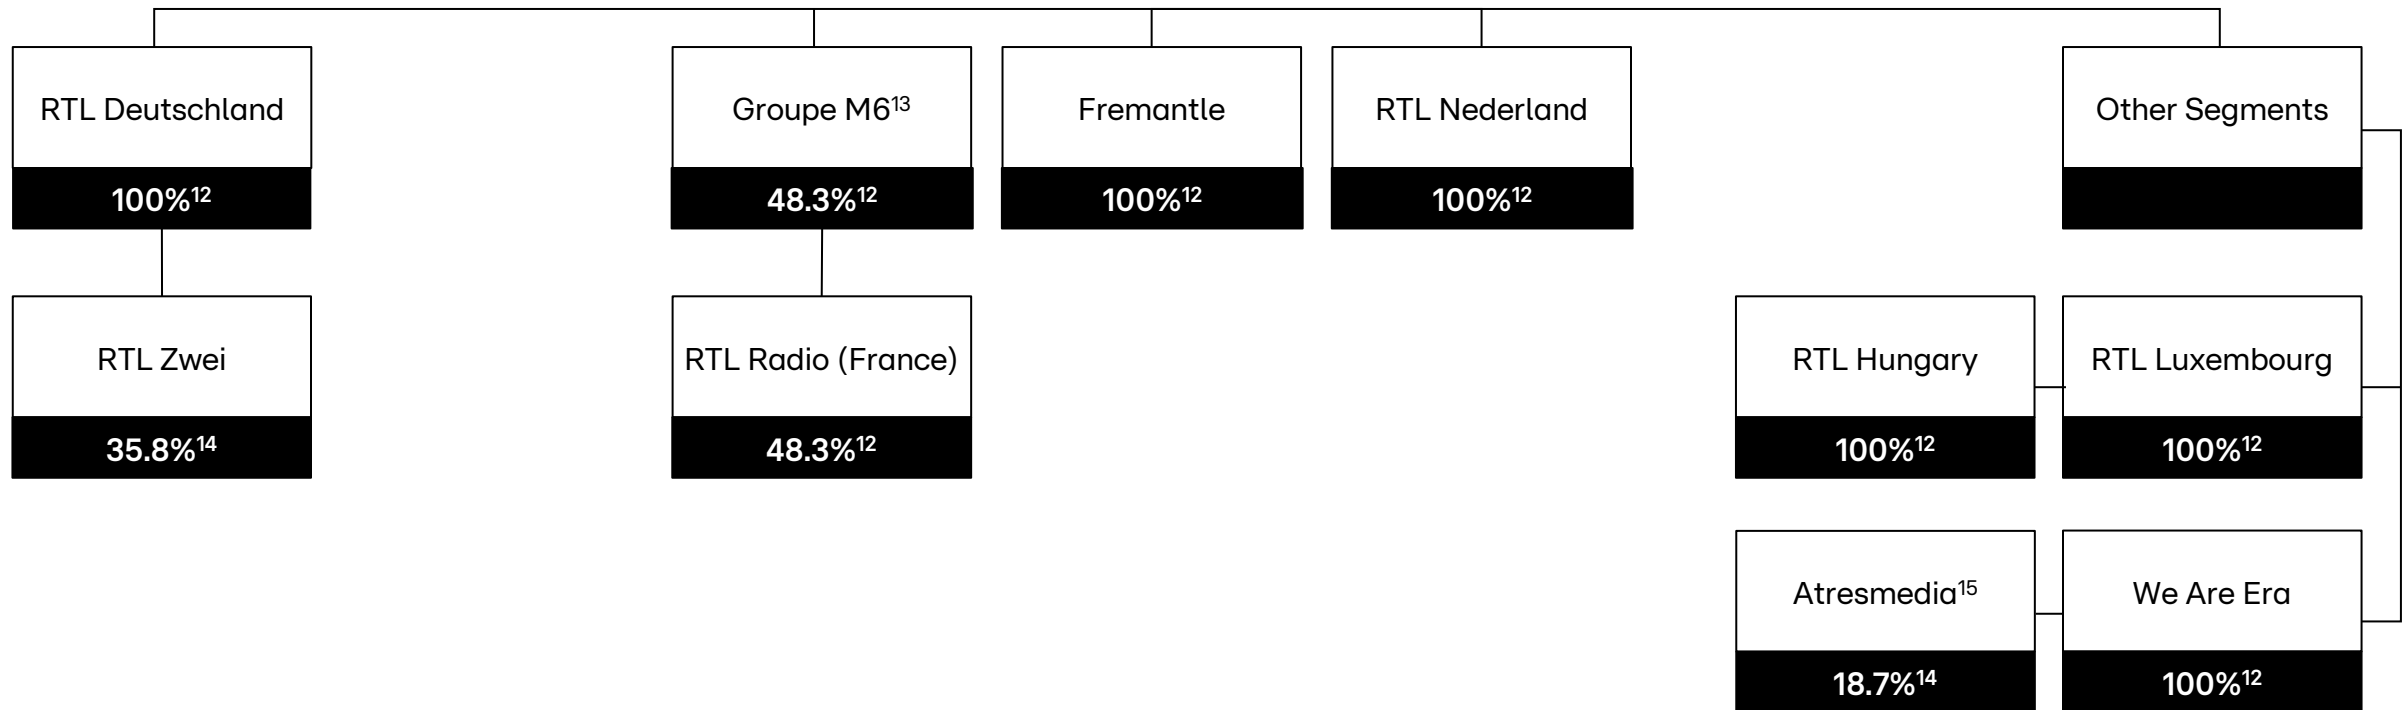 RTL Deutschland
100%¹²
Groupe M6¹³
48.3%¹²
Fremantle
100%¹²
RTL Nederland
100%¹²
Other Segments
RTL Zwei
35.8%¹⁴
RTL Radio (France)
48.3%¹²
RTL Hungary
100%¹²
RTL Luxembourg
100%¹²
Atresmedia¹⁵
18.7%¹⁴
We Are Era
100%¹²